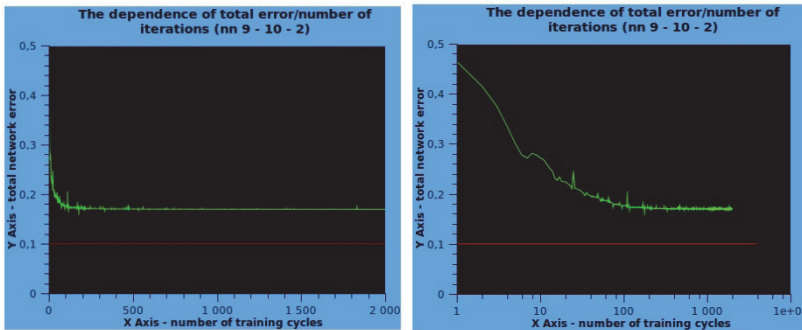 The dependence of total error/number of
iterations (nn 9 - 10 - 2)
Y Axis - total network error
0,5
0,4
0,3
0,2
0,1
0
0
500
1 000
1 500
2 000
X Axis - number of training cycles
The dependence of total error/number of
iterations (nn 9 - 10 - 2)
Y Axis - total network error
0,5
0,4
0,3
0,2
0,1
0
1
10
100
1 000
1e+0
X Axis - number of training cycles